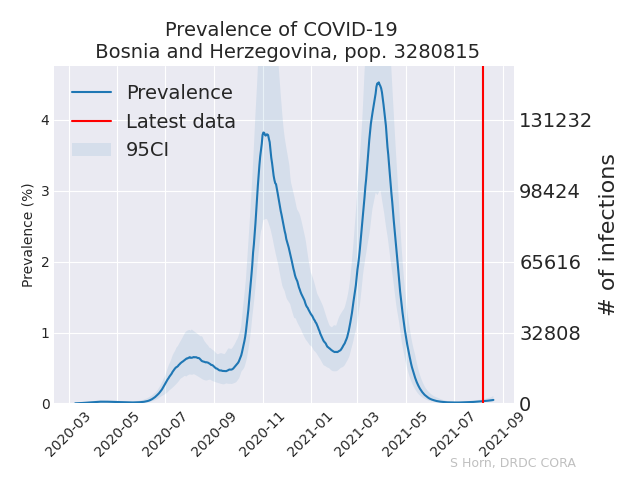 Prevalence of COVID-19
Bosnia and Herzegovina, pop. 3280815
Prevalence
Latest data
95CI
Prevalence (%)
4
3
2
1
0
131232
98424
65616
32808
0
# of infections
2020-03
2020-05
2020-07
2020-09
2020-11
2021-01
2021-03
2021-05
2021-07
2021-09
S Horn, DRDC CORA